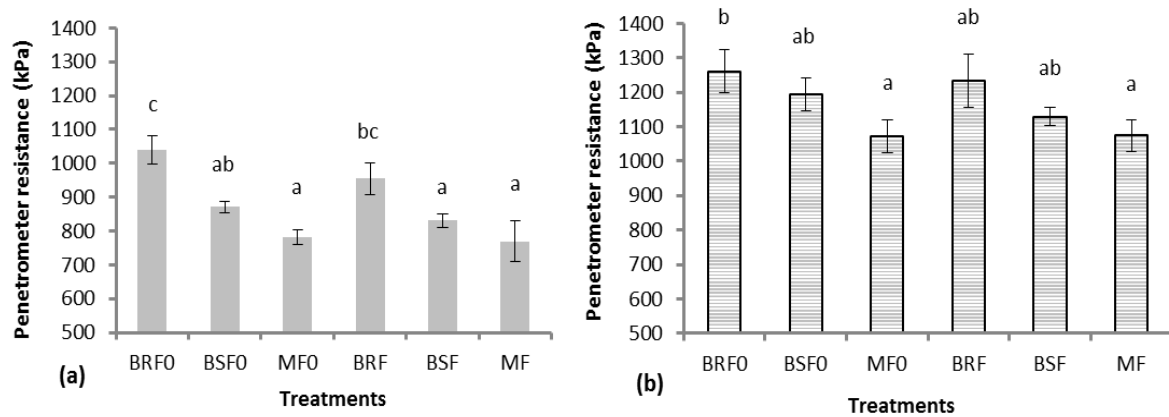 Penetrometer resistance (kPa)
1400
1300
1200
1100
1000
900
800
700
600
500
c
ab
a
bc
a
a
BRF0 BSF0 MF0 BRF BSF MF
(a)
Treatments
Penetrometer resistance (kPa)
1400
1300
1200
1100
1000
900
800
700
600
500
b
ab
a
ab
ab
a
BRF0 BSF0 MF0 BRF BSF MF
(b)
Treatments